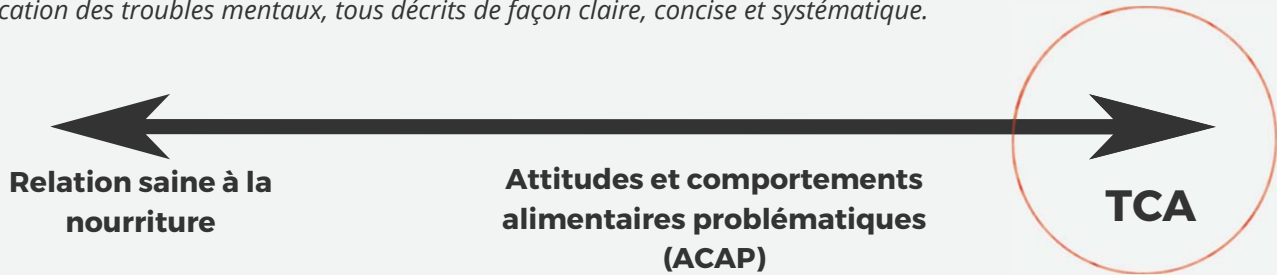 cation des troubles mentaux, tous décrits de façon claire, concise et systématique.
Relation saine à la
nourriture
Attitudes et comportements
alimentaires problématiques
(ACAP)
TCA